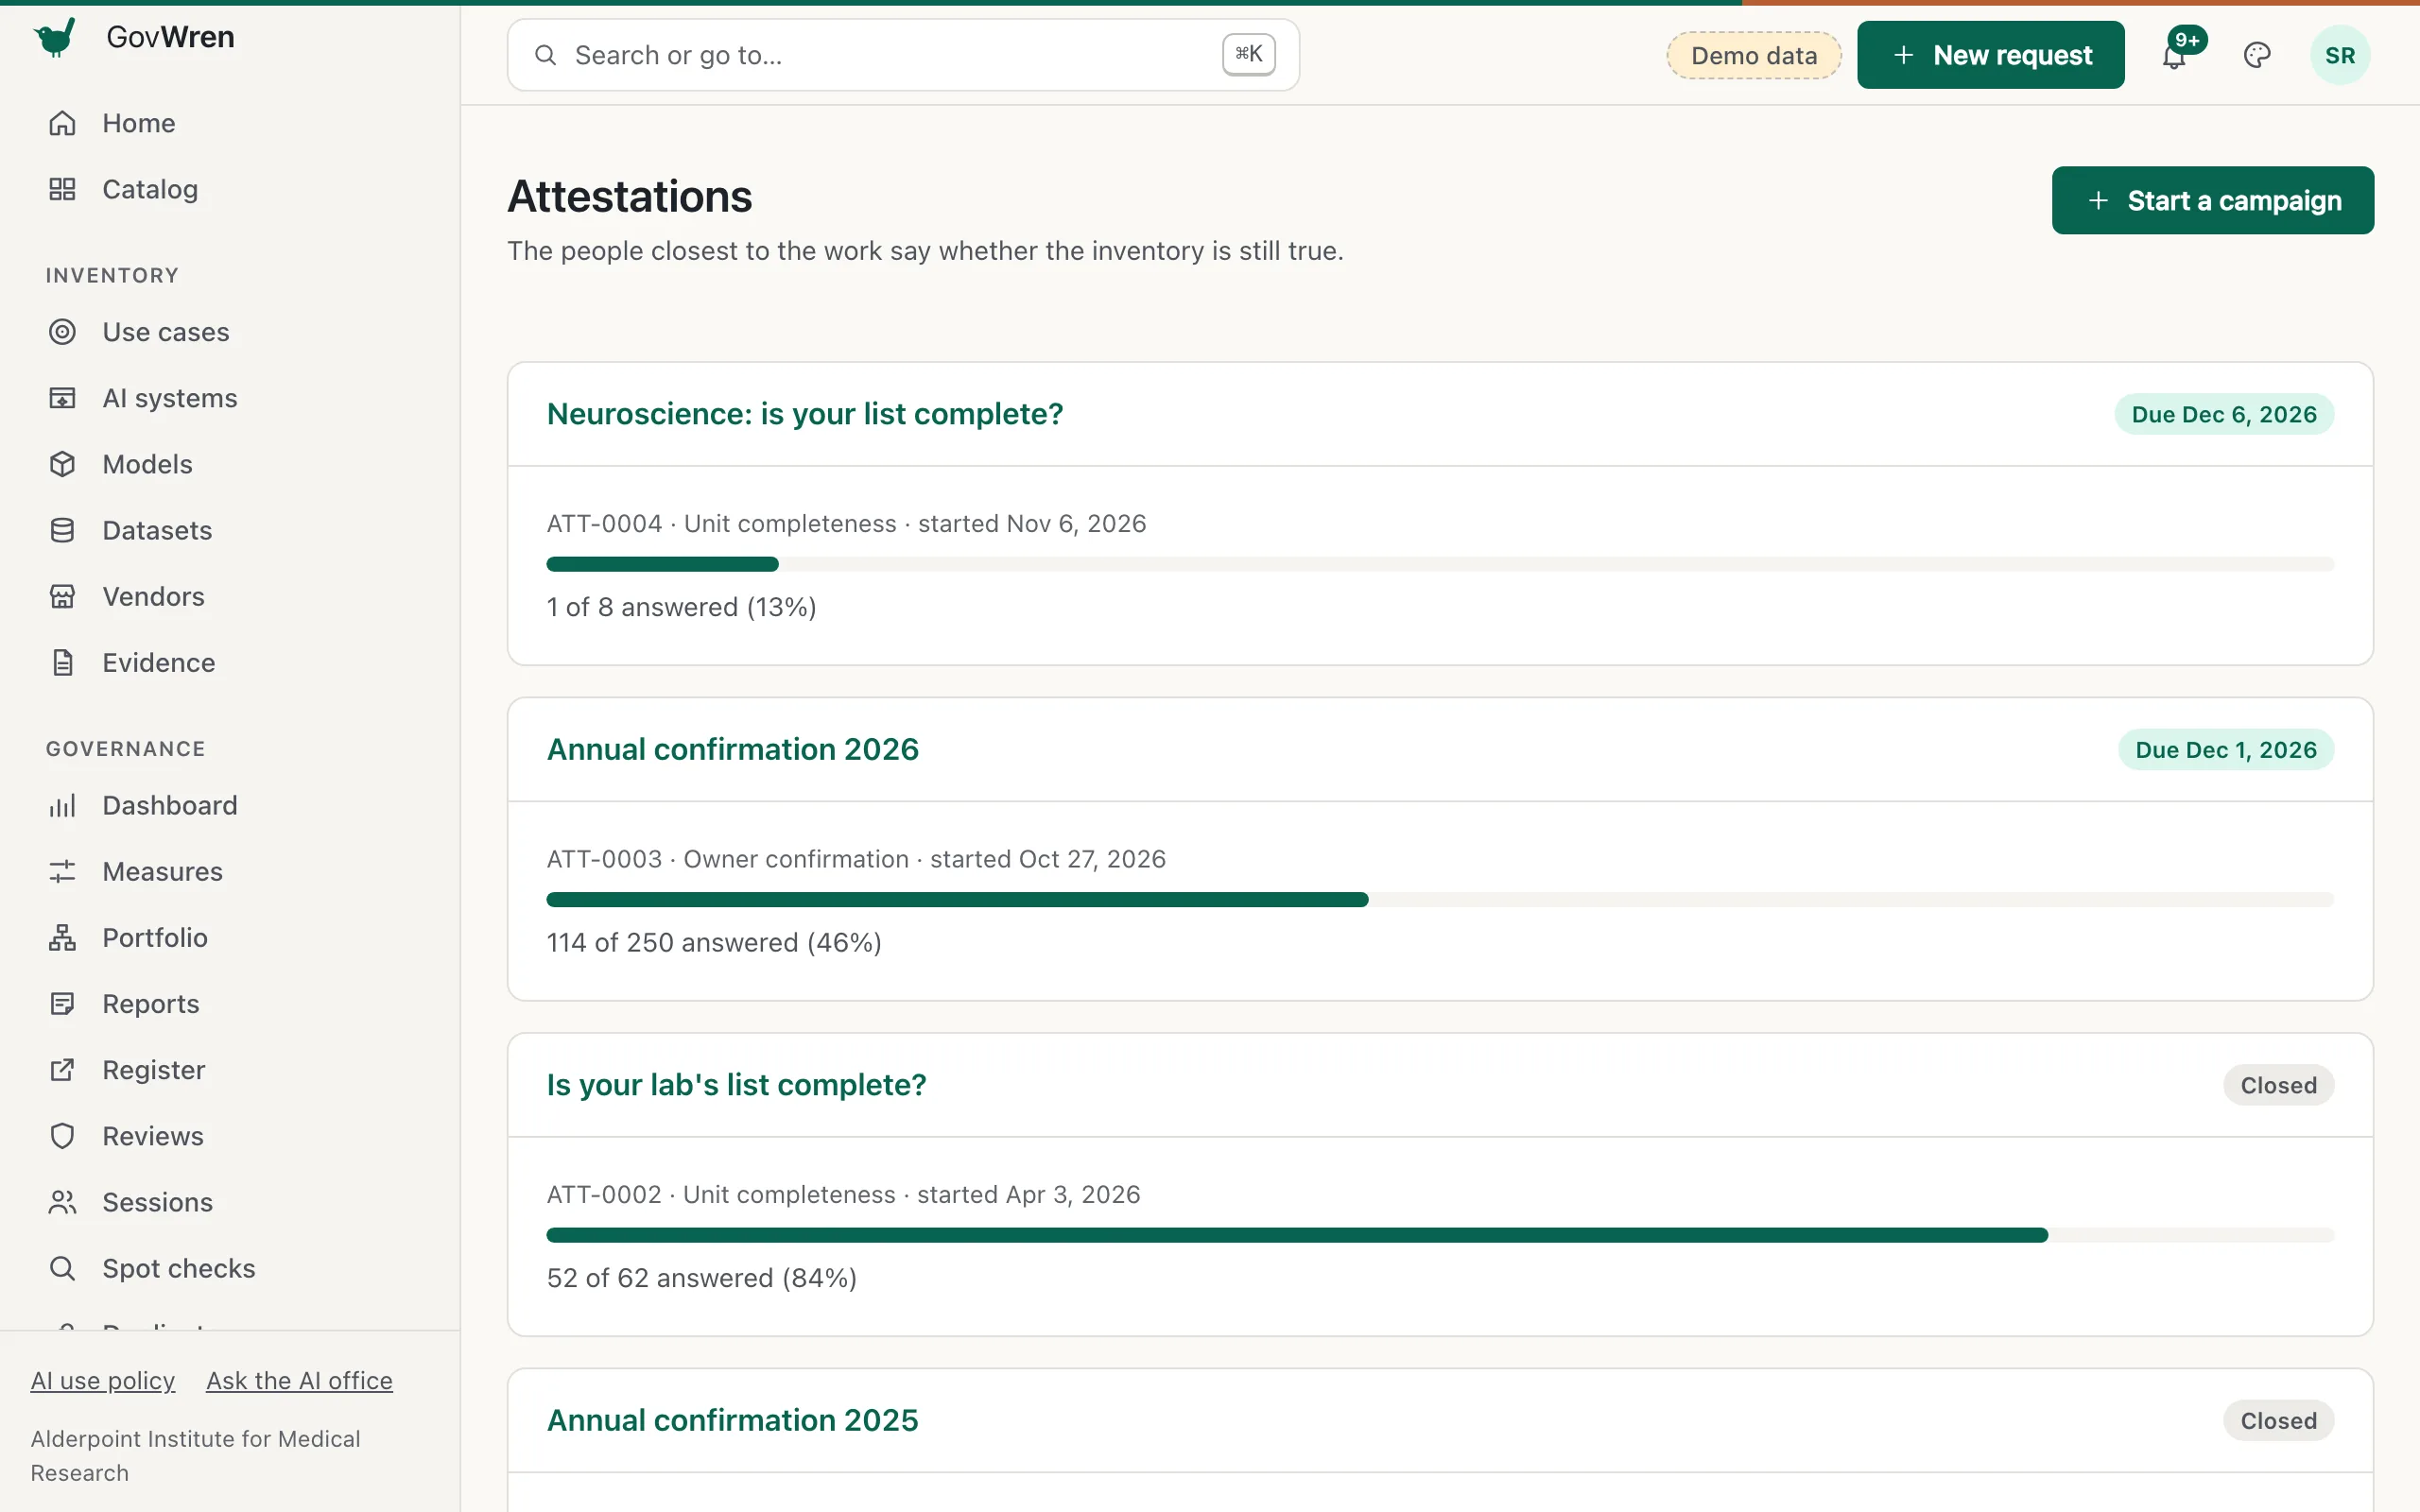 GovWren
Search or go to...
⌘K
Demo data
New request
9+
SR
Home
Catalog
INVENTORY
Use cases
AI systems
Models
Datasets
Vendors
Evidence
GOVERNANCE
Dashboard
Measures
Portfolio
Reports
Register
Reviews
Sessions
Spot checks
AI use policy Ask the AI office
Alderpoint Institute for Medical
Research
Attestations
Start a campaign
The people closest to the work say whether the inventory is still true.
Neuroscience: is your list complete?
Due Dec 6, 2026
ATT-0004 · Unit completeness · started Nov 6, 2026
1 of 8 answered (13%)
Annual confirmation 2026
Due Dec 1, 2026
ATT-0003 · Owner confirmation · started Oct 27, 2026
114 of 250 answered (46%)
Is your lab's list complete?
Closed
ATT-0002 · Unit completeness · started Apr 3, 2026
52 of 62 answered (84%)
Annual confirmation 2025
Closed